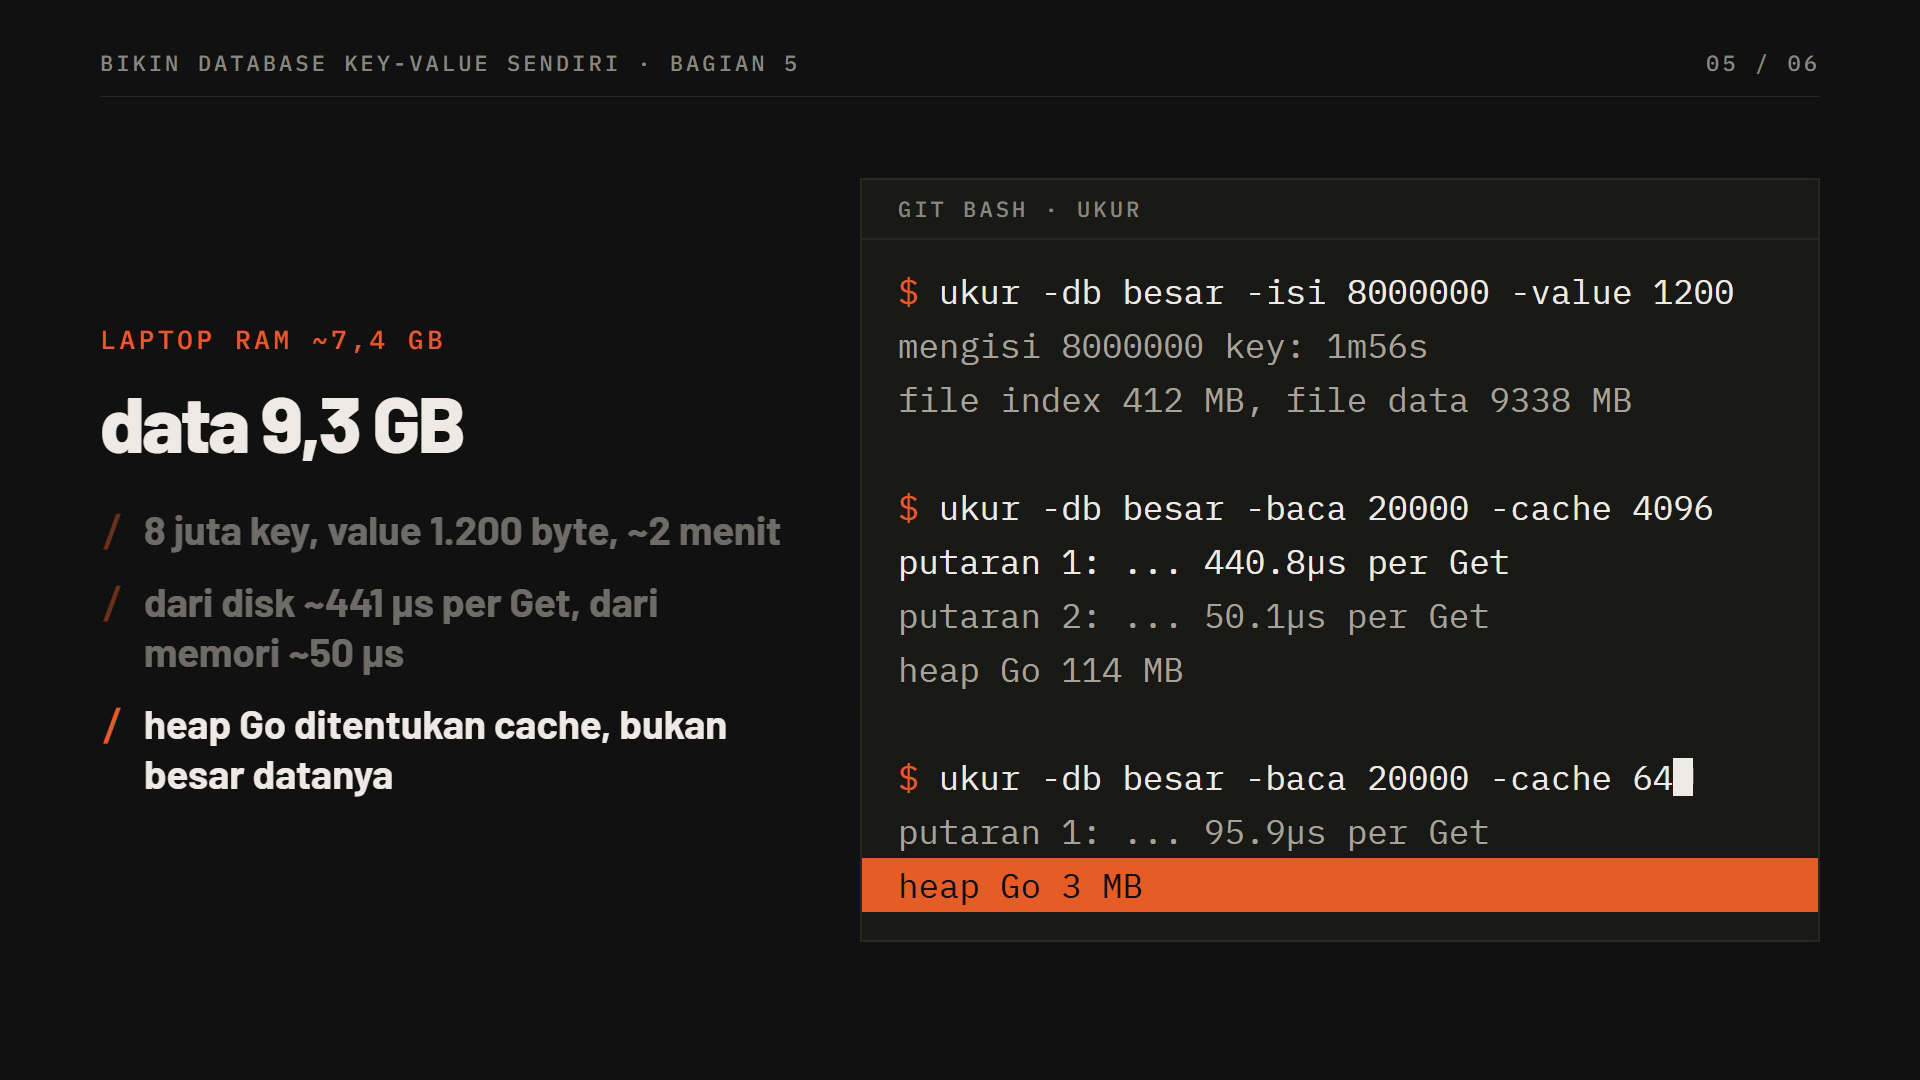 BIKIN DATABASE KEY-VALUE SENDIRI · BAGIAN 5
05 / 06
LAPTOP RAM ~7,4 GB
data 9,3 GB
/ 8 juta key, value 1.200 byte, ~2 menit
/ dari disk ~441 µs per Get, dari
memori ~50 µs
/ heap Go ditentukan cache, bukan
besar datanya
GIT BASH · UKUR
$ ukur -db besar -isi 8000000 -value 1200
mengisi 8000000 key: 1m56s
file index 412 MB, file data 9338 MB
$ ukur -db besar -baca 20000 -cache 4096
putaran 1: ... 440.8µs per Get
putaran 2: ... 50.1µs per Get
heap Go 114 MB
$ ukur -db besar -baca 20000 -cache 64
putaran 1: ... 95.9µs per Get
heap Go 3 MB